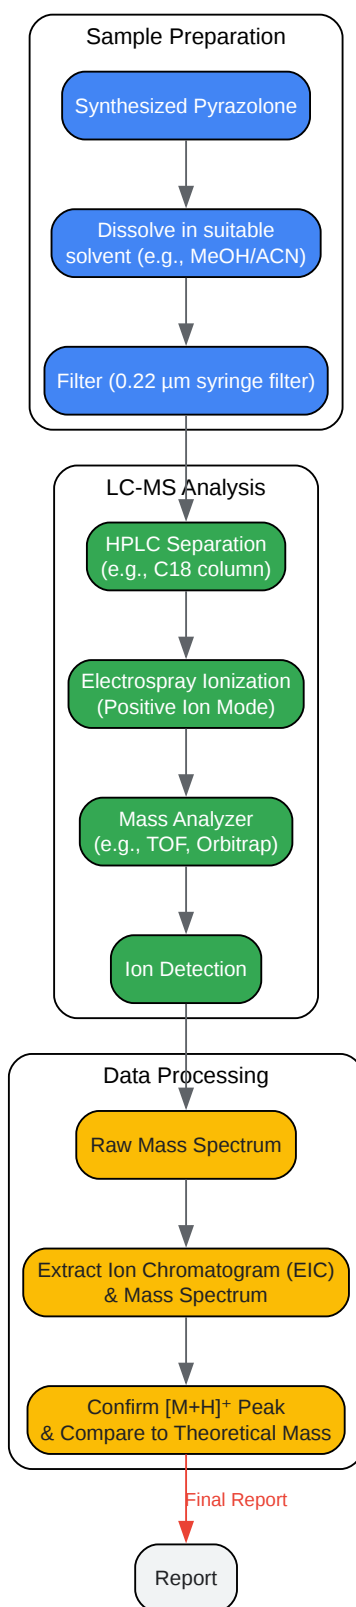 Sample Preparation
Synthesized Pyrazolone
Dissolve in suitable
solvent (e.g., MeOH/ACN)
Filter (0.22 µm syringe filter)
LC-MS Analysis
HPLC Separation
(e.g., C18 column)
Electrospray Ionization
(Positive Ion Mode)
Mass Analyzer
(e.g., TOF, Orbitrap)
Ion Detection
Data Processing
Raw Mass Spectrum
Extract Ion Chromatogram (EIC)
& Mass Spectrum
Confirm [M+H]⁺ Peak
& Compare to Theoretical Mass
Final Report
Report